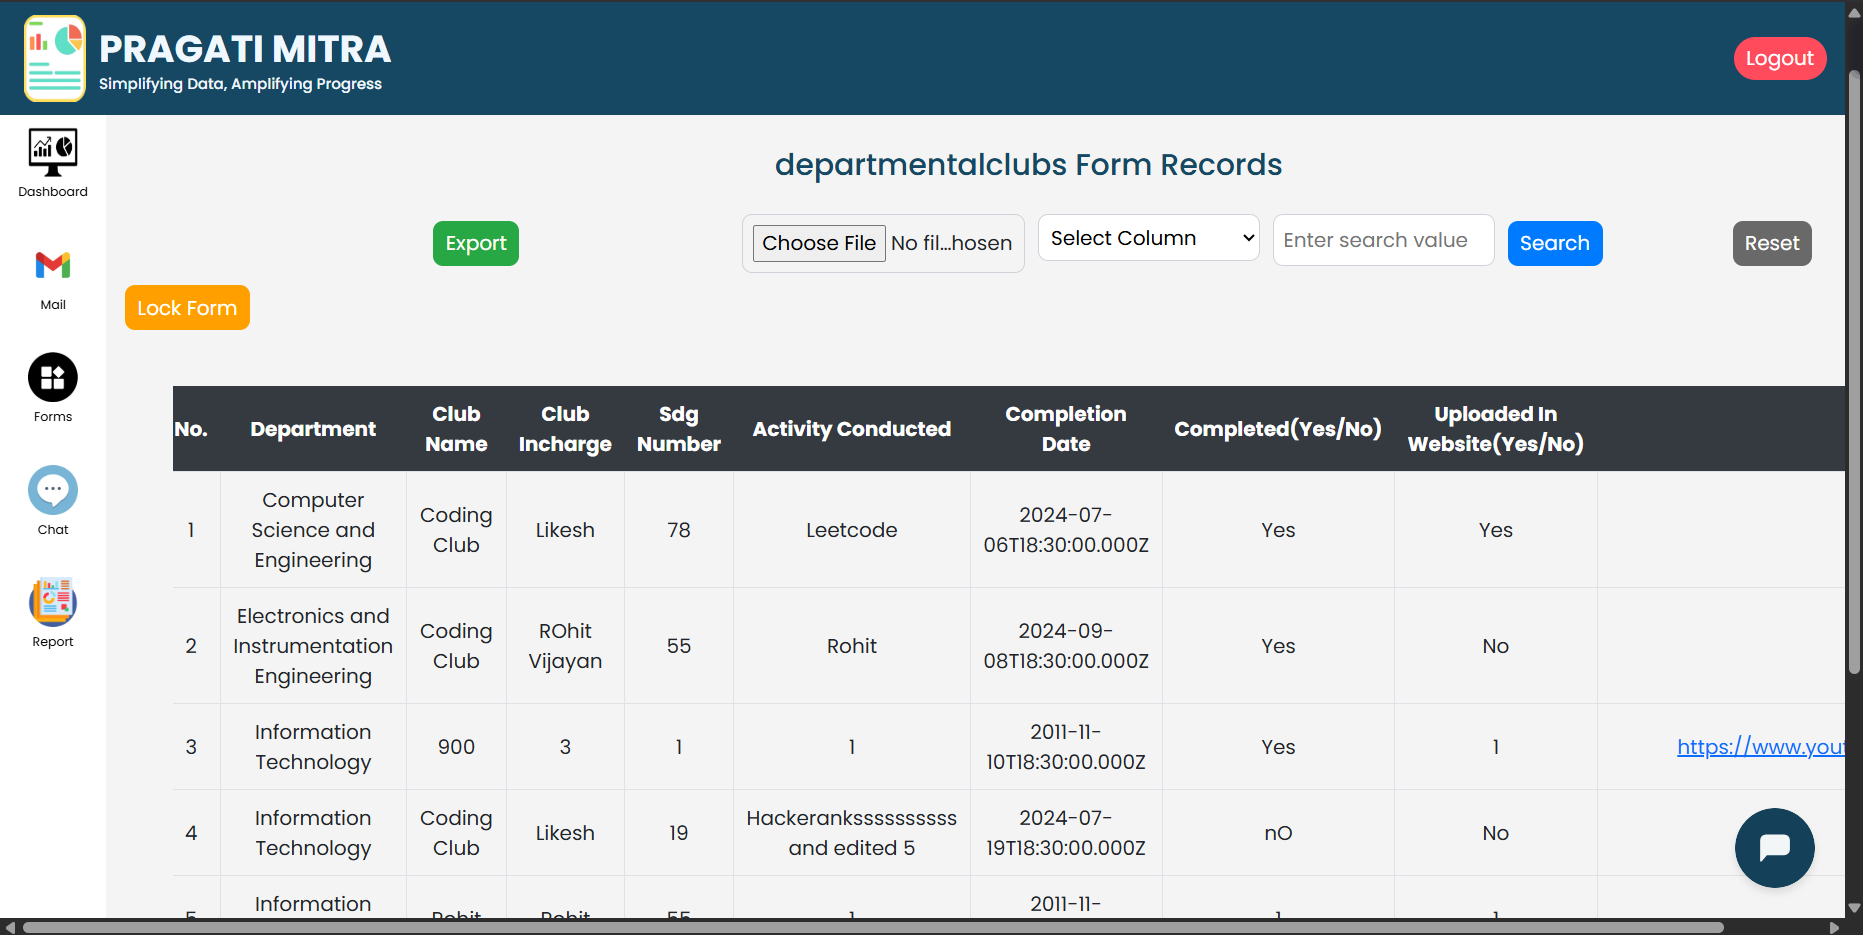 PRAGATI MITRA
Simplifying Data, Amplifying Progress
Logout
Dashboard
Mail
Forms
Chat
Report
departmentalclubs Form Records
Export
Choose File No fil...hosen
Select Column
Enter search value
Search
Reset
Lock Form
No. Department Club Name Club Incharge Sdg Number Activity Conducted Completion Date Completed(Yes/No) Uploaded In Website(Yes/No)
1 Computer Science and Engineering Coding Club Likesh 78 Leetcode 2024-07-06T18:30:00.000Z Yes Yes
2 Electronics and Instrumentation Engineering Coding Club ROhit Vijayan 55 Rohit 2024-09-08T18:30:00.000Z Yes No
3 Information Technology 900 3 1 1 2011-11-10T18:30:00.000Z Yes 1 https://www.yout
4 Information Technology Coding Club Likesh 19 Hackeranksssssssssss and edited 5 2024-07-19T18:30:00.000Z nO No
5 Information Rohit Rohit 55 1 2011-11- 1 1